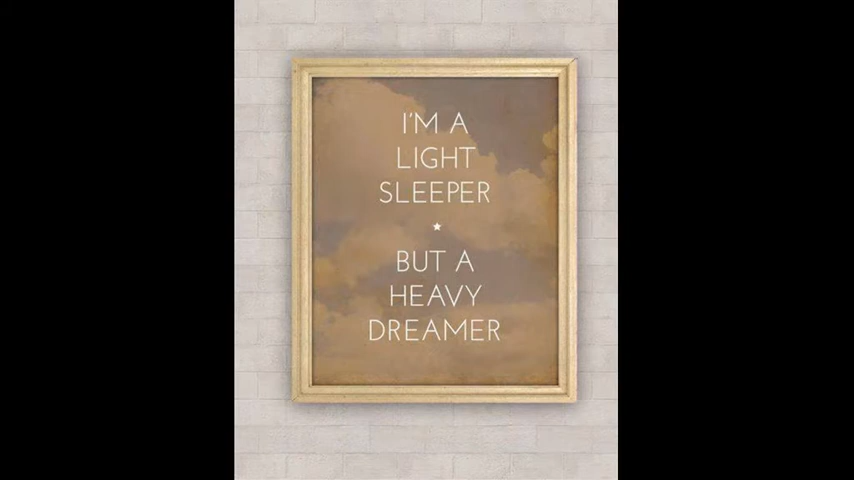 I'M A
LIGHT
SLEEPER
BUT A
HEAVY
DREAMER